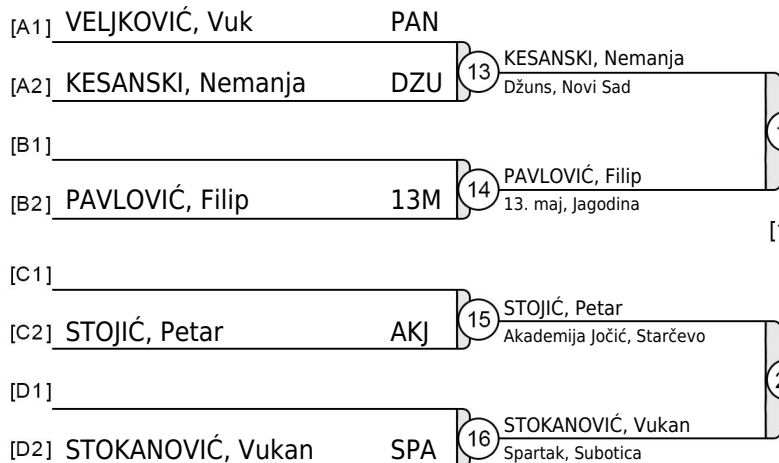 [A1] VELJKOVIĆ, Vuk PAN
[A2] KESANSKI, Nemanja DZU
13 KESANSKI, Nemanja
Džuns, Novi Sad
[B1]
[B2] PAVLOVIĆ, Filip 13M
14 PAVLOVIĆ, Filip
13. maj, Jagodina
[C1]
[C2] STOJIĆ, Petar AKJ
15 STOJIĆ, Petar
Akademija Jočić, Starčevo
[D1]
[D2] STOKANOVIĆ, Vukan SPA
16 STOKANOVIĆ, Vukan
Spartak, Subotica